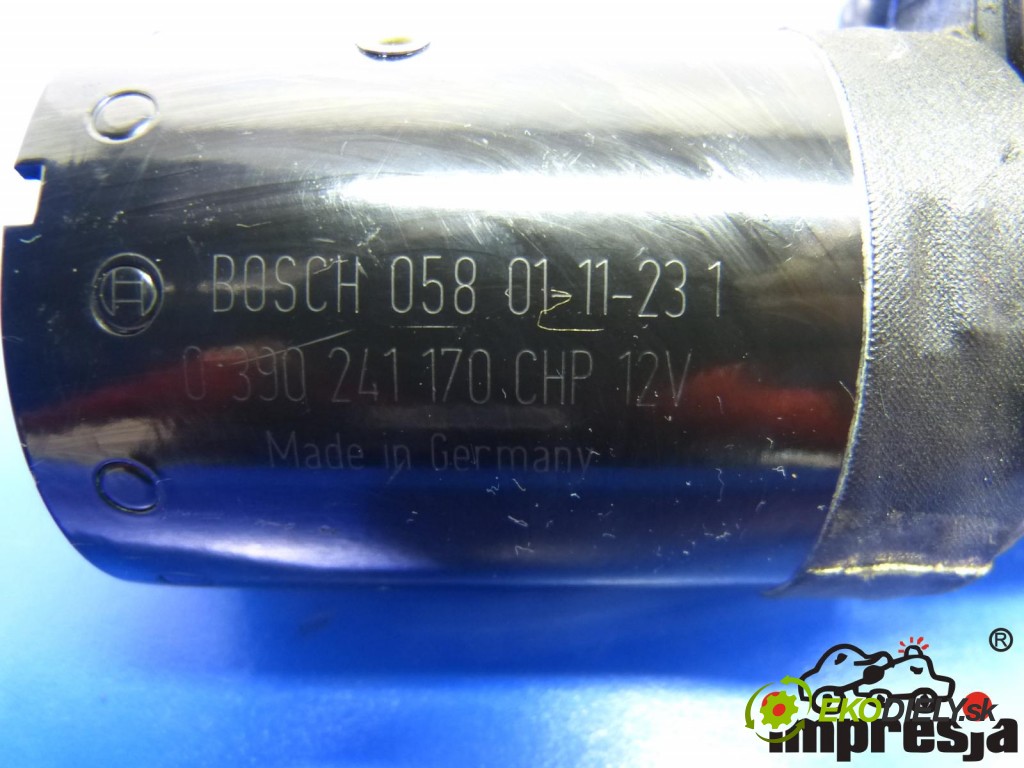 BOSCH 058 01-11-23 1
0 390 241 170 CHP 12V
Made in Germany
®
EKODIELY.sk
impresja